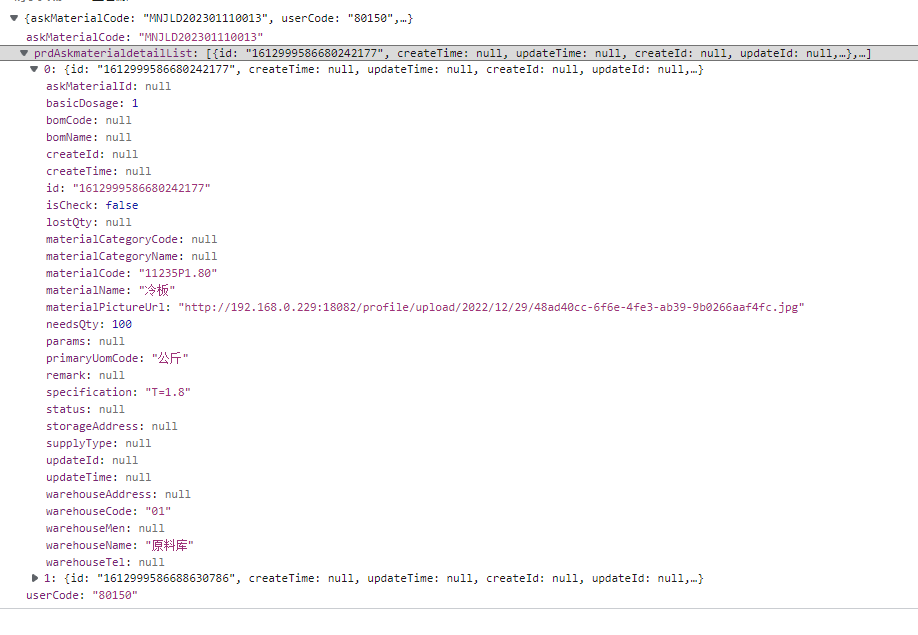 {askMaterialCode: "MNJLD202301110013", userCode: "80150",…}
askMaterialCode: "MNJLD202301110013"
prdAskmaterialdetailList: [{id: "1612999586680242177", createTime: null, updateTime: null, createId: null, updateId: null,…},…]
0: {id: "1612999586680242177", createTime: null, updateTime: null, createId: null, updateId: null,…}
askMaterialId: null
basicDosage: 1
bomCode: null
bomName: null
createId: null
createTime: null
id: "1612999586680242177"
isCheck: false
lostQty: null
materialCategoryCode: null
materialCategoryName: null
materialCode: "11235P1.80"
materialName: "冷板"
materialPictureUrl: "http://192.168.0.229:18082/profile/upload/2022/12/29/48ad40cc-6f6e-4fe3-ab39-9b0266aaf4fc.jpg"
needsQty: 100
params: null
primaryUomCode: "公斤"
remark: null
specification: "T=1.8"
status: null
storageAddress: null
supplyType: null
updateId: null
updateTime: null
warehouseAddress: null
warehouseCode: "01"
warehouseMen: null
warehouseName: "原料库"
warehouseTel: null
1: {id: "1612999586688630786", createTime: null, updateTime: null, createId: null, updateId: null,…}
userCode: "80150"